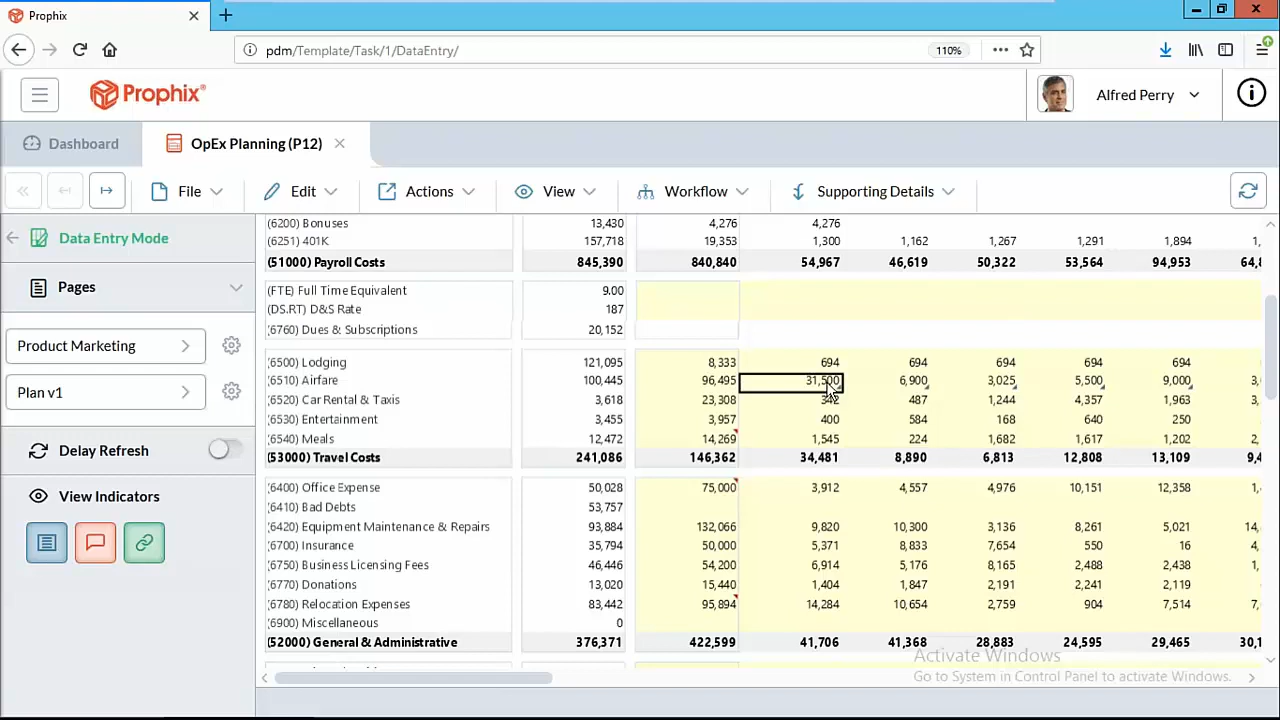 Prophix
pdm/Template/Task/1/DataEntry/
110%
Prophix®
Alfred Perry
Dashboard
OpEx Planning (P12)
File
Edit
Actions
View
Workflow
Supporting Details
Data Entry Mode
Pages
Product Marketing
Plan v1
Delay Refresh
View Indicators
(6200) Bonuses 13,430 4,276 4,276
(6251) 401K 157,718 19,353 1,300 1,162 1,267 1,291 1,894 1,
(51000) Payroll Costs 845,390 840,840 54,967 46,619 50,322 53,564 94,953 64,8
(FTE) Full Time Equivalent 9.00
(DS.RT) D&S Rate 187
(6760) Dues & Subscriptions 20,152
(6500) Lodging 121,095 8,333 694 694 694 694 694
(6510) Airfare 100,445 96,495 31,500 6,900 3,025 5,500 9,000 3,
(6520) Car Rental & Taxis 3,618 23,308 342 487 1,244 4,357 1,963 3,
(6530) Entertainment 3,455 3,957 400 584 168 640 250
(6540) Meals 12,472 14,269 1,545 224 1,682 1,617 1,202 2,
(53000) Travel Costs 241,086 146,362 34,481 8,890 6,813 12,808 13,109 9,4
(6400) Office Expense 50,028 75,000 3,912 4,557 4,976 10,151 12,358 1,
(6410) Bad Debts 53,757
(6420) Equipment Maintenance & Repairs 93,884 132,066 9,820 10,300 3,136 8,261 5,021 14,
(6700) Insurance 35,794 50,000 5,371 8,833 7,654 550 16 4,
(6750) Business Licensing Fees 46,446 54,200 6,914 5,176 8,165 2,488 2,438 1,
(6770) Donations 13,020 15,440 1,404 1,847 2,191 2,241 2,119
(6780) Relocation Expenses 83,442 95,894 14,284 10,654 2,759 904 7,514 7,
(6900) Miscellaneous 0
(52000) General & Administrative 376,371 422,599 41,706 41,368 28,883 24,595 29,465 30,1
Activate Windows
Go to System in Control Panel to activate Windows.